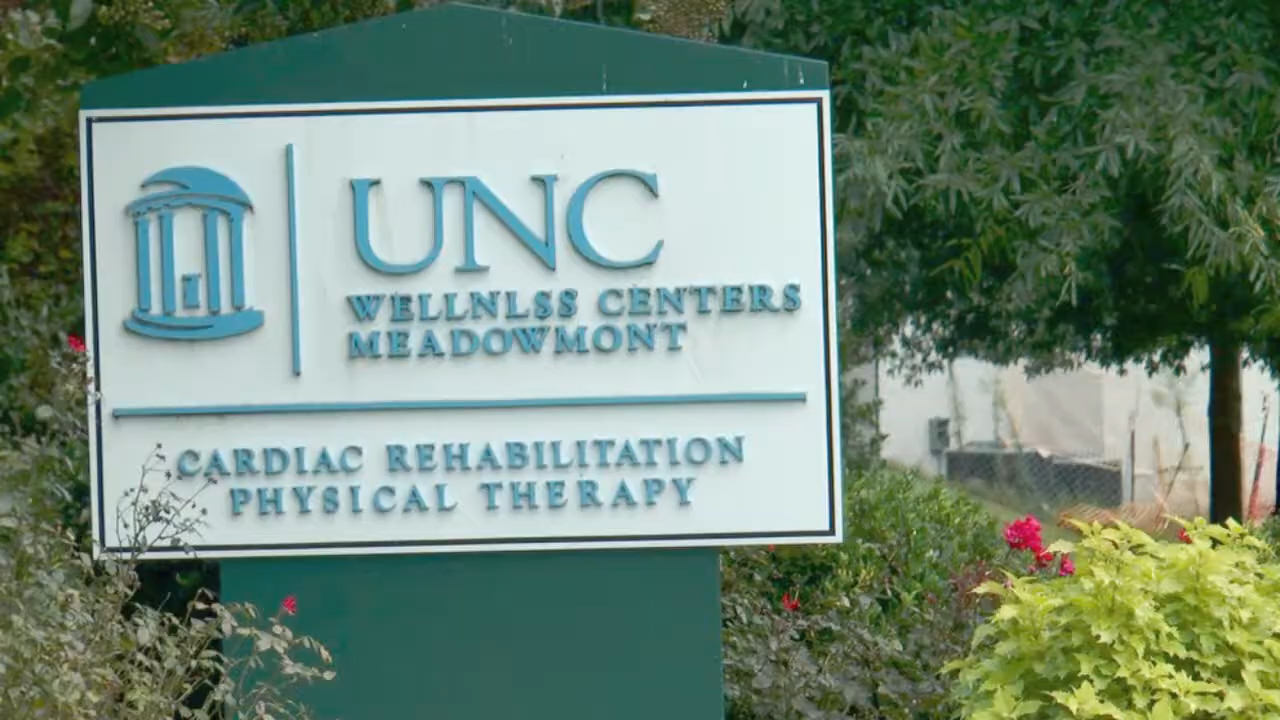 UNC
WELLNLSS CENTERS
MEADOWMONT
CARDIAC REHABILITATION
PHYSICAL THERAPY